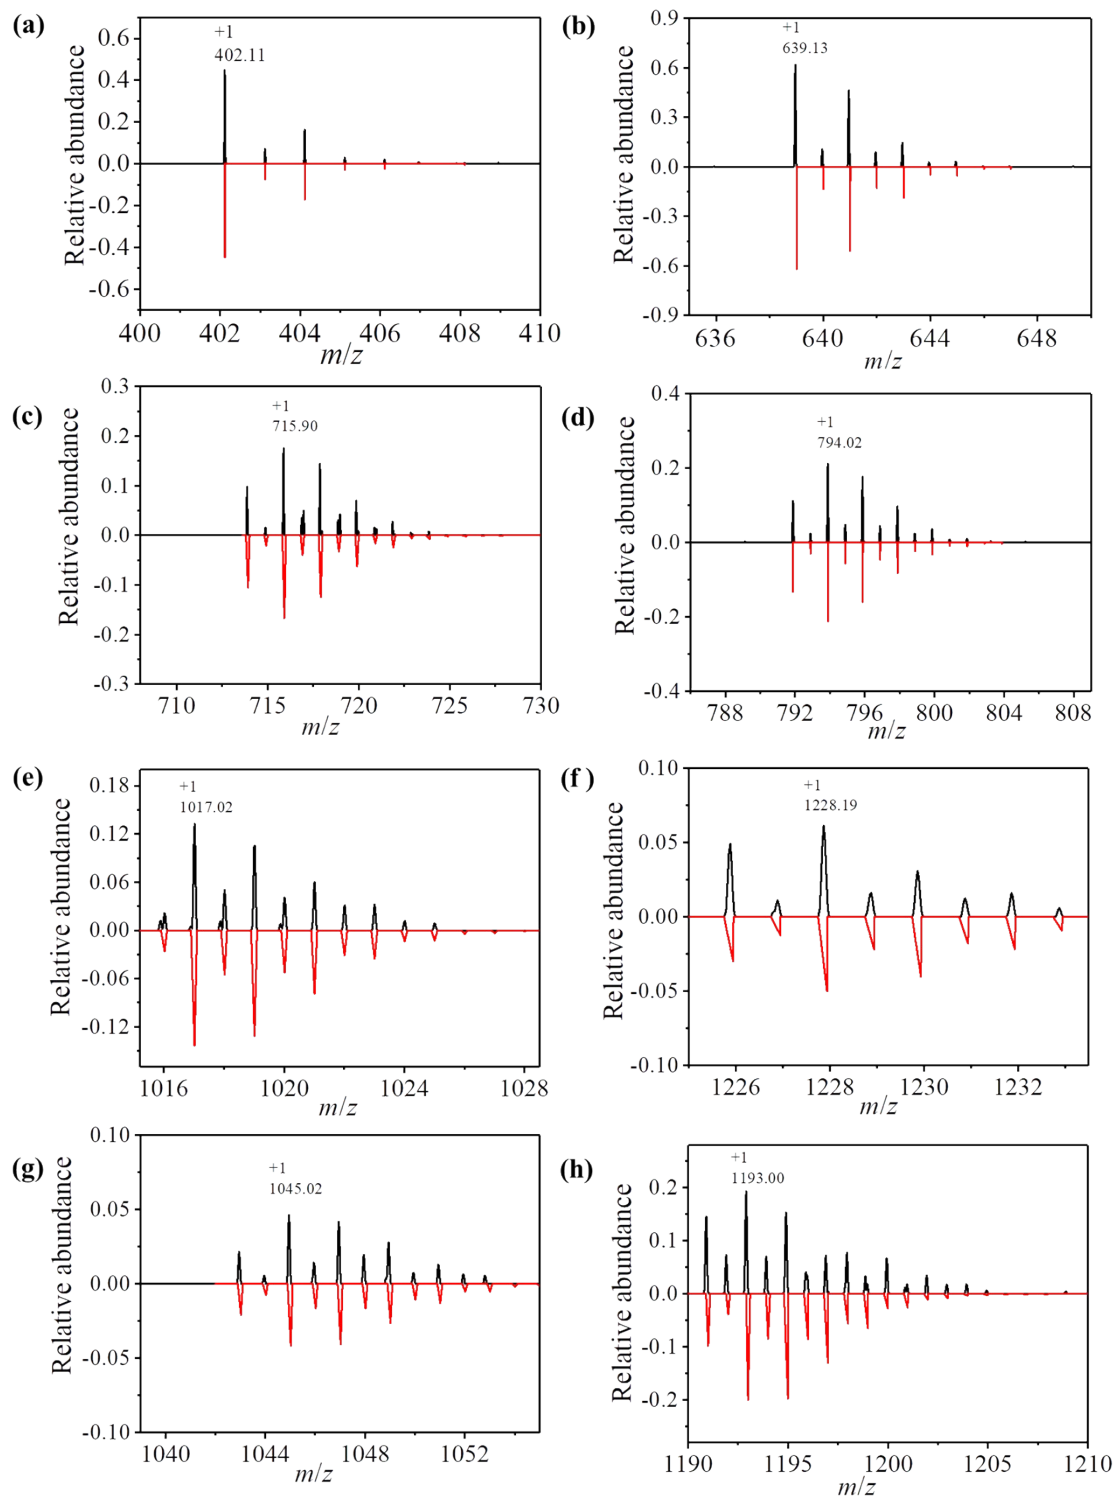 (a)
+1
402.11
Relative abundance
0.6
0.4
0.2
0.0
-0.2
-0.4
-0.6
400 402 404 406 408 410
m/z
(b)
+1
639.13
Relative abundance
0.9
0.6
0.3
0.0
-0.3
-0.6
-0.9
636 640 644 648
m/z
(c)
+1
715.90
Relative abundance
0.3
0.2
0.1
0.0
-0.1
-0.2
-0.3
710 715 720 725 730
m/z
(d)
+1
794.02
Relative abundance
0.4
0.2
0.0
-0.2
-0.4
788 792 796 800 804 808
m/z
(e)
+1
1017.02
Relative abundance
0.18
0.12
0.06
0.00
-0.06
-0.12
1016 1020 1024 1028
m/z
(f )
+1
1228.19
Relative abundance
0.10
0.05
0.00
-0.05
-0.10
1226 1228 1230 1232
m/z
(g)
+1
1045.02
Relative abundance
0.10
0.05
0.00
-0.05
-0.10
1040 1044 1048 1052
m/z
(h)
+1
1193.00
Relative abundance
0.2
0.1
0.0
-0.1
-0.2
1190 1195 1200 1205 1210
m/z